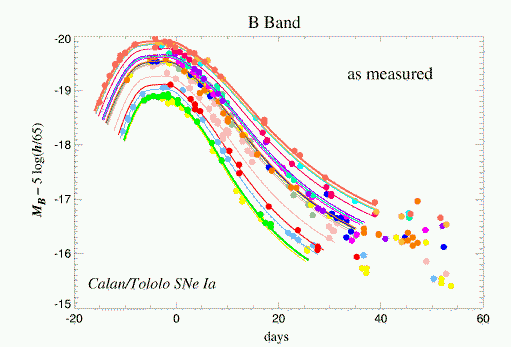 B Band
as measured
M_B – 5 log(h/65)
-20
-19
-18
-17
-16
-15
Calan/Tololo SNe Ia
-20 0 20 40 60
days